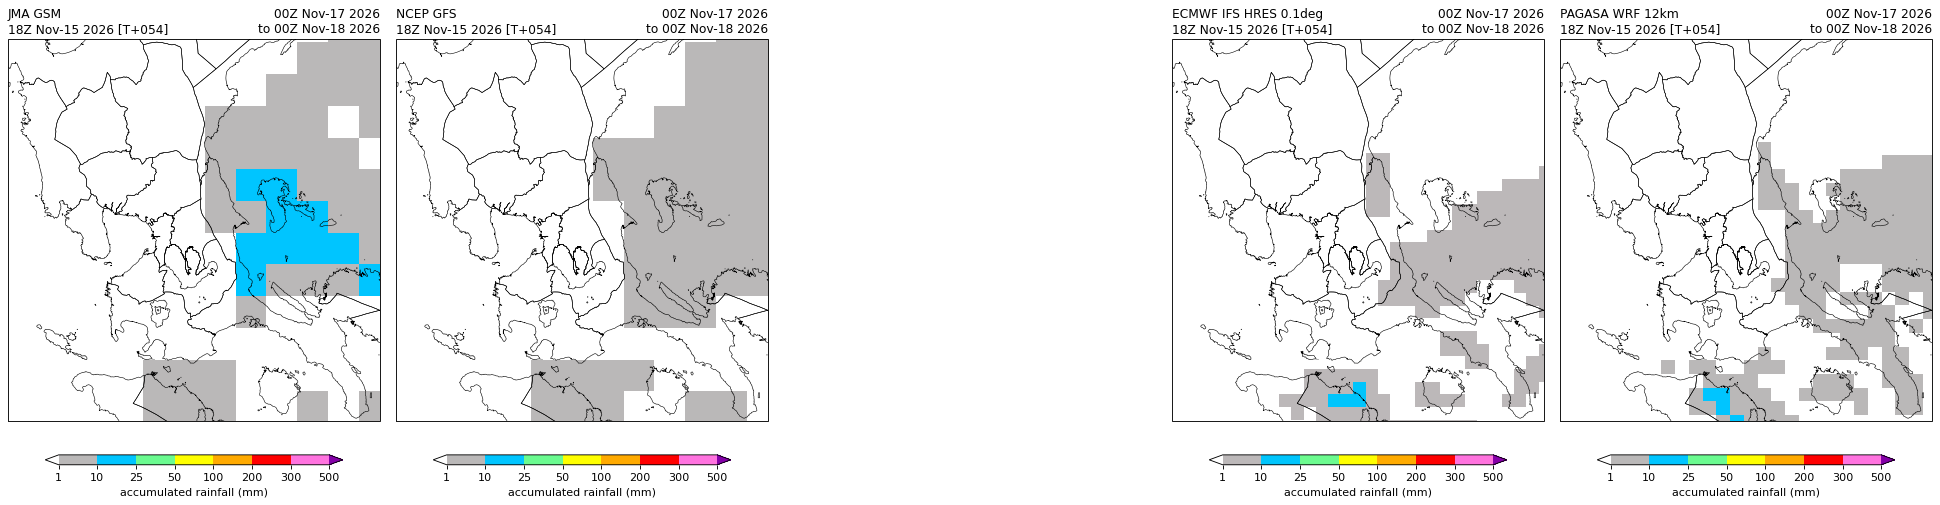 JMA GSM 00Z Nov-17 2026
18Z Nov-15 2026 [T+054] to 00Z Nov-18 2026
1 10 25 50 100 200 300 500
accumulated rainfall (mm)
NCEP GFS 00Z Nov-17 2026
18Z Nov-15 2026 [T+054] to 00Z Nov-18 2026
1 10 25 50 100 200 300 500
accumulated rainfall (mm)
ECMWF IFS HRES 0.1deg 00Z Nov-17 2026
18Z Nov-15 2026 [T+054] to 00Z Nov-18 2026
1 10 25 50 100 200 300 500
accumulated rainfall (mm)
PAGASA WRF 12km 00Z Nov-17 2026
18Z Nov-15 2026 [T+054] to 00Z Nov-18 2026
1 10 25 50 100 200 300 500
accumulated rainfall (mm)